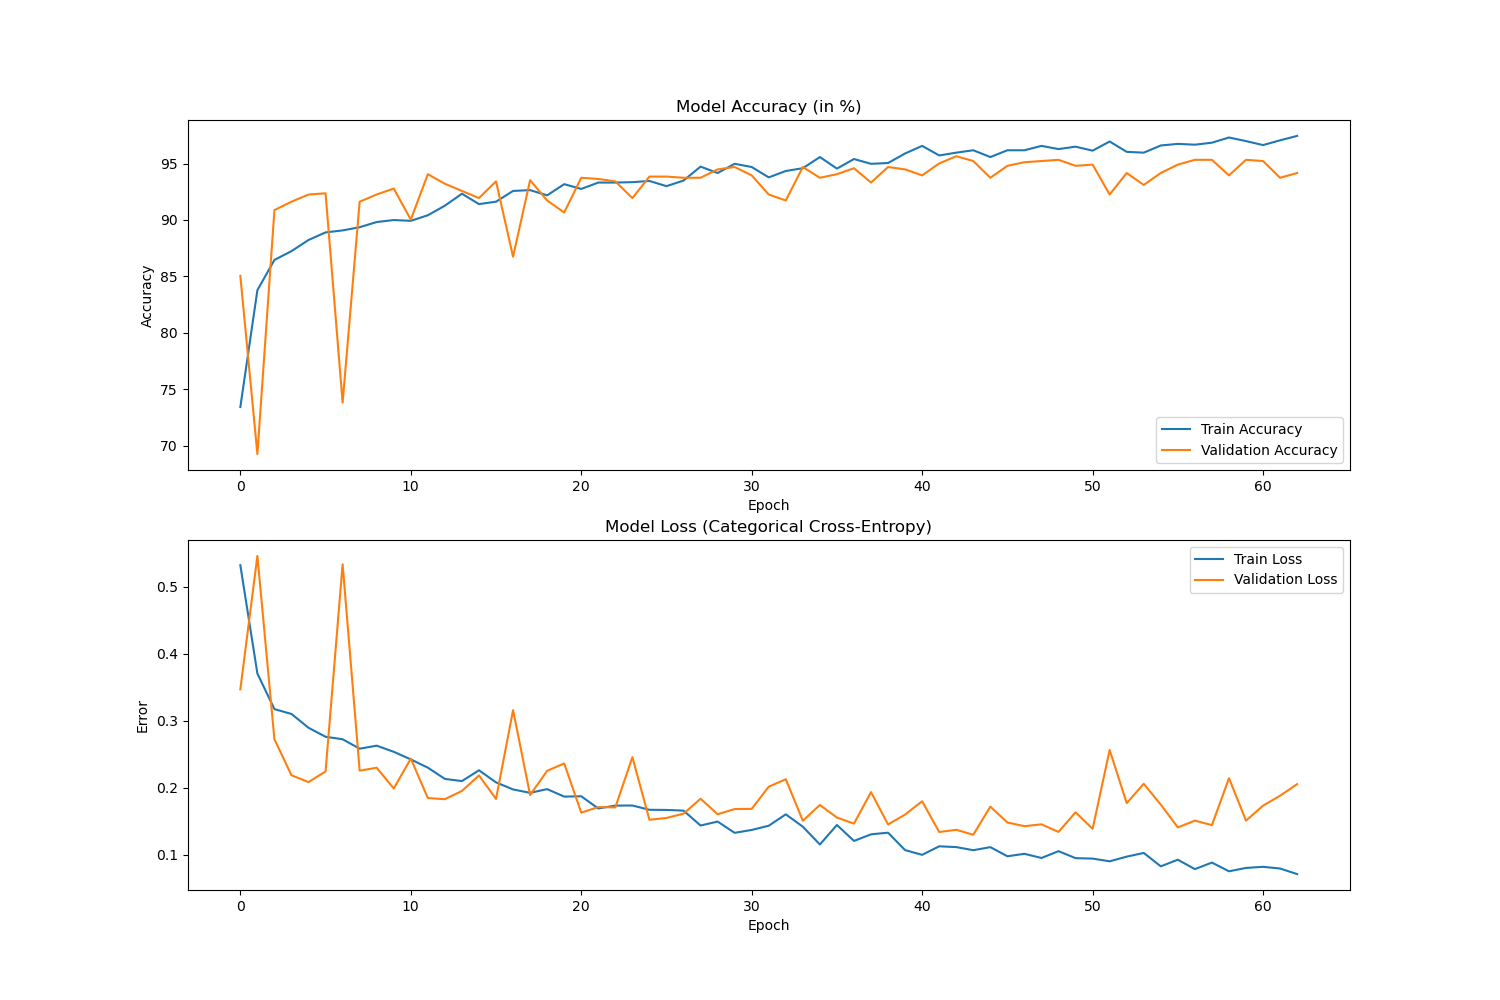 Model Accuracy (in %)
Accuracy
95
90
85
80
75
70
Train Accuracy
Validation Accuracy
0 10 20 30 40 50 60
Epoch
Model Loss (Categorical Cross-Entropy)
Error
0.5
0.4
0.3
0.2
0.1
Train Loss
Validation Loss
0 10 20 30 40 50 60
Epoch